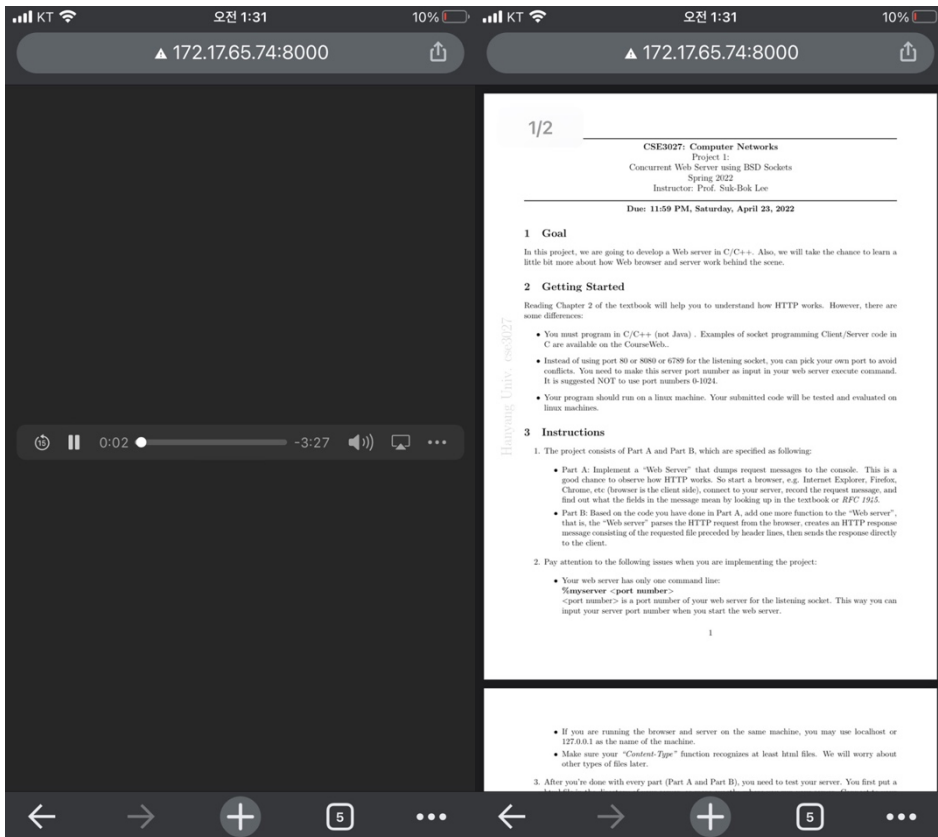 KT
오전 1:31
10%
172.17.65.74:8000
15
0:02
-3:27
5
KT
오전 1:31
10%
172.17.65.74:8000
1/2
CSE3027: Computer Networks
Project 1:
Concurrent Web Server using BSD Sockets
Spring 2022
Instructor: Prof. Suk-Bok Lee
Due: 11:59 PM, Saturday, April 23, 2022
1 Goal
In this project, we are going to develop a Web server in C/C++. Also, we will take the chance to learn a
little bit more about how Web browser and server work behind the scene.
2 Getting Started
Reading Chapter 2 of the textbook will help you to understand how HTTP works. However, there are
some differences:
• You must program in C/C++ (not Java) . Examples of socket programming Client/Server code in
C are available on the CourseWeb..
• Instead of using port 80 or 8080 or 6789 for the listening socket, you can pick your own port to avoid
conflicts. You need to make this server port number as input in your web server execute command.
It is suggested NOT to use port numbers 0-1024.
• Your program should run on a linux machine. Your submitted code will be tested and evaluated on
linux machines.
Hanyang Univ. cse3027
3 Instructions
1. The project consists of Part A and Part B, which are specified as following:
• Part A: Implement a “Web Server” that dumps request messages to the console. This is a
good chance to observe how HTTP works. So start a browser, e.g. Internet Explorer, Firefox,
Chrome, etc (browser is the client side), connect to your server, record the request message, and
find out what the fields in the message mean by looking up in the textbook or RFC 1945.
• Part B: Based on the code you have done in Part A, add one more function to the “Web server”,
that is, the “Web server” parses the HTTP request from the browser, creates an HTTP response
message consisting of the requested file preceded by header lines, then sends the response directly
to the client.
2. Pay attention to the following issues when you are implementing the project:
• Your web server has only one command line:
%myserver <port number>
<port number> is a port number of your web server for the listening socket. This way you can
input your server port number when you start the web server.
1
• If you are running the browser and server on the same machine, you may use localhost or
127.0.0.1 as the name of the machine.
• Make sure your “Content-Type” function recognizes at least html files. We will worry about
other types of files later.
3. After you're done with every part (Part A and Part B), you need to test your server. You first put a
5